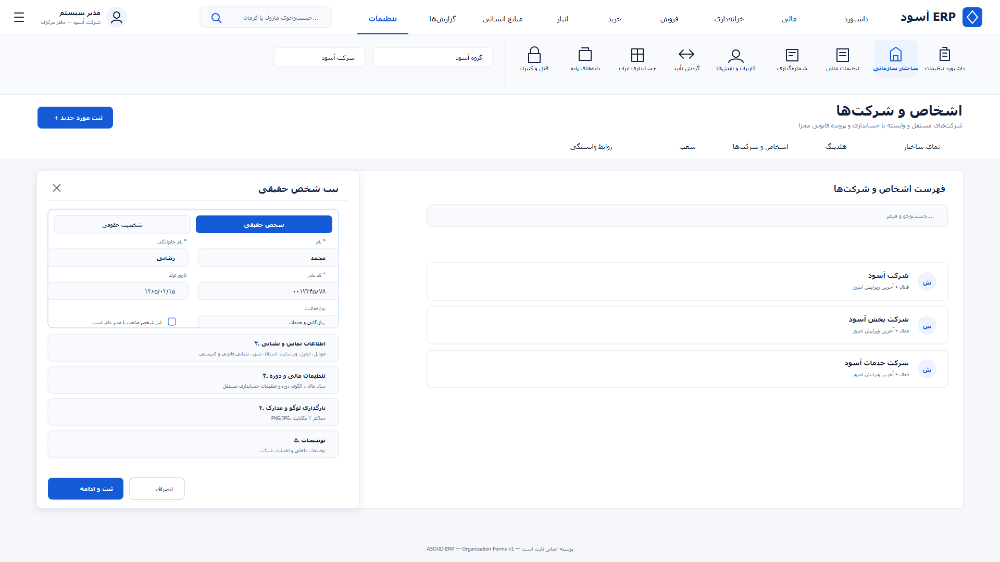 ERP آسود
داشبورد
مالی
خزانه‌داری
فروش
خرید
انبار
منابع انسانی
گزارش‌ها
تنظیمات
جست‌وجوی ماژول یا فرمان...
مدیر سیستم
شرکت آسود — دفتر مرکزی
داشبورد تنظیمات
ساختار سازمانی
تنظیمات مالی
شماره‌گذاری
کاربران و نقش‌ها
گردش تأیید
حسابداری ایران
داده‌های پایه
قفل و کنترل
گروه آسود
شرکت آسود
اشخاص و شرکت‌ها
شرکت‌های مستقل و وابسته با حسابداری و پرونده قانونی مجزا
ثبت مورد جدید +
نمای ساختار
هلدینگ
اشخاص و شرکت‌ها
شعب
روابط وابستگی
فهرست اشخاص و شرکت‌ها
جست‌وجو و فیلتر...
ش
شرکت آسود
فعال • آخرین ویرایش امروز
ش
شرکت پخش آسود
فعال • آخرین ویرایش امروز
ش
شرکت خدمات آسود
فعال • آخرین ویرایش امروز
ثبت شخص حقیقی
شخص حقیقی
شخصیت حقوقی
نام *
نام خانوادگی *
محمد
رضایی
کد ملی *
تاریخ تولد
۰۰۱۲۳۴۵۶۷۸
۱۳۶۵/۰۲/۱۵
نوع فعالیت
بازرگانی و خدمات
این شخص صاحب یا مدیر دفتر است
۲. اطلاعات تماس و نشانی
موبایل، ایمیل، وب‌سایت، استان، شهر، نشانی قانونی و کدپستی
۳. تنظیمات مالی و دوره
سال مالی، الگوی دوره و تنظیمات حسابداری مستقل
۴. بارگذاری لوگو و مدارک
PNG/JPG، حداکثر ۲ مگابایت
۵. توضیحات
توضیحات داخلی و اختیاری شرکت
انصراف
ثبت و ادامه
ASOUD ERP — Organization Forms v1 — پوسته اصلی ثابت است